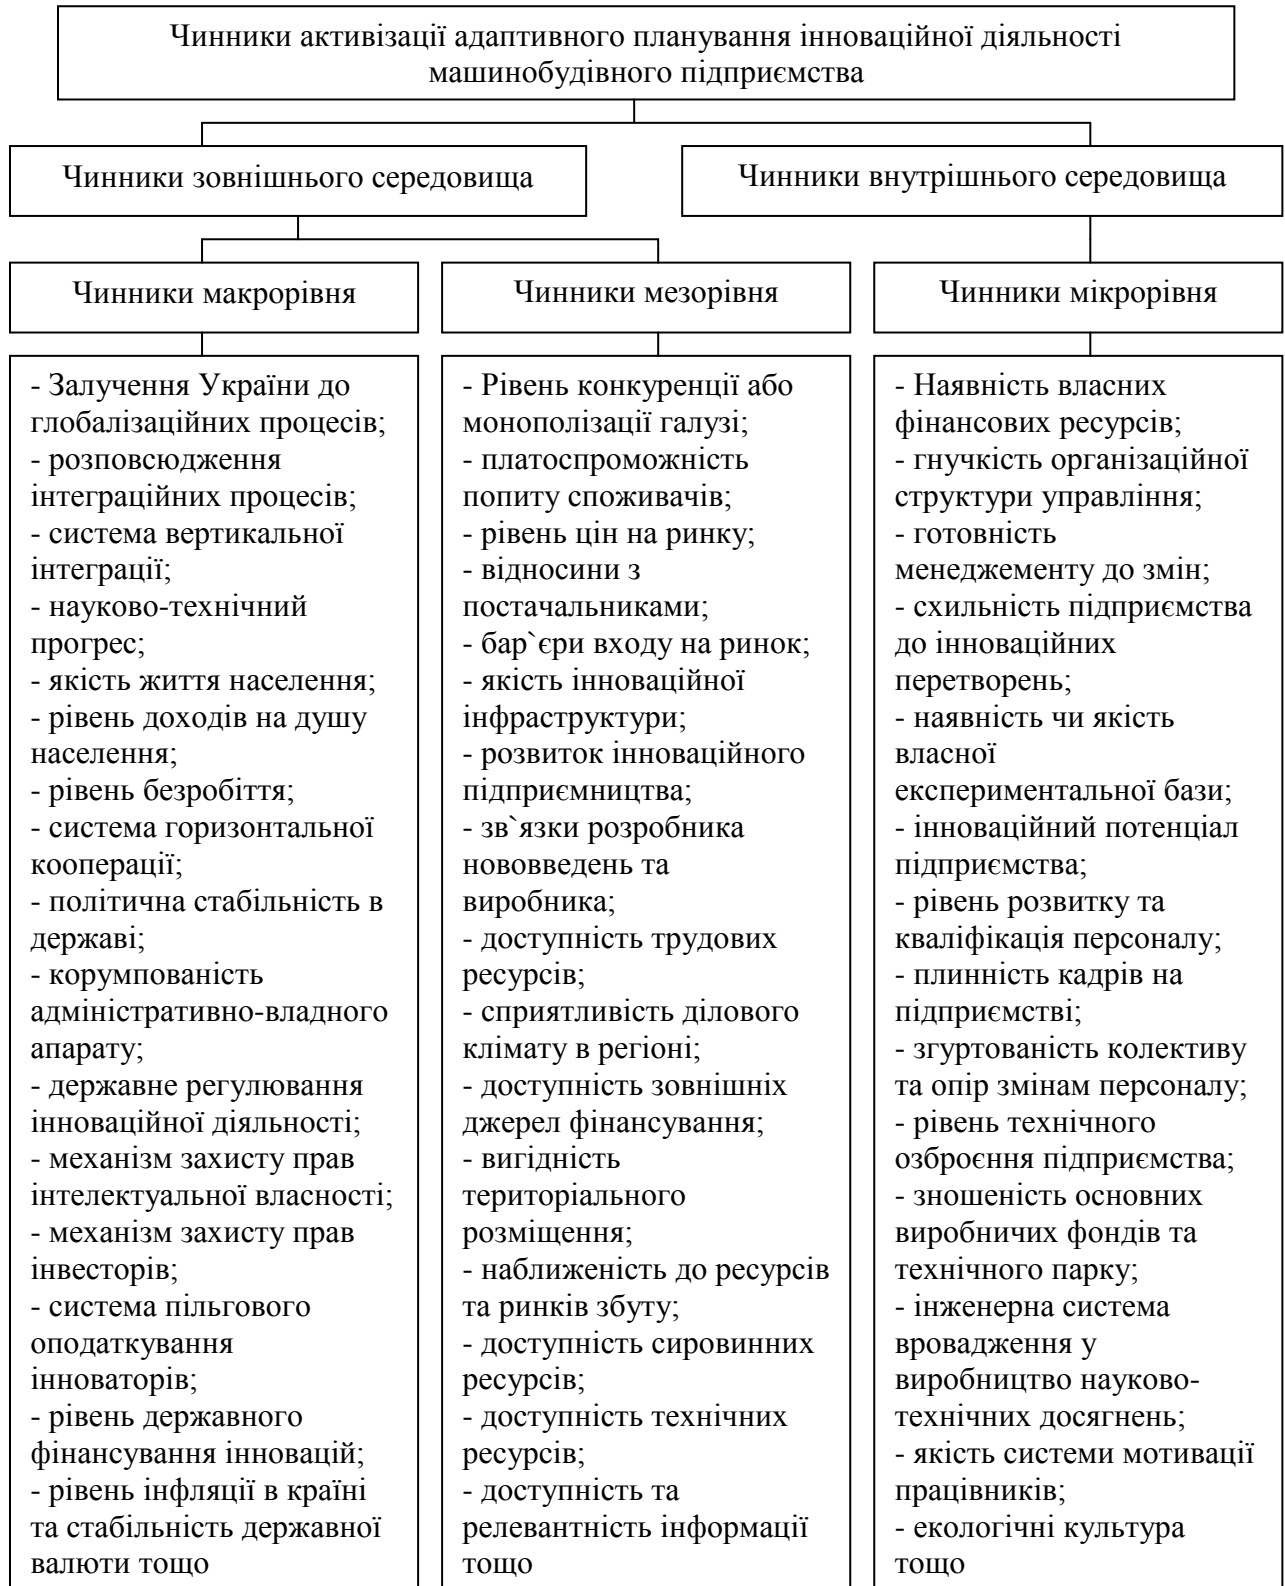 Чинники активізації адаптивного планування інноваційної діяльності
машинобудівного підприємства
Чинники зовнішнього середовища
Чинники внутрішнього середовища
Чинники макрорівня
Чинники мезорівня
Чинники мікрорівня
- Залучення України до
глобалізаційних процесів;
- розповсюдження
інтеграційних процесів;
- система вертикальної
інтеграції;
- науково-технічний
прогрес;
- якість життя населення;
- рівень доходів на душу
населення;
- рівень безробіття;
- система горизонтальної
кооперації;
- політична стабільність в
державі;
- корумпованість
адміністративно-владного
апарату;
- державне регулювання
інноваційної діяльності;
- механізм захисту прав
інтелектуальної власності;
- механізм захисту прав
інвесторів;
- система пільгового
оподаткування
інноваторів;
- рівень державного
фінансування інновацій;
- рівень інфляції в країні
та стабільність державної
валюти тощо
- Рівень конкуренції або
монополізації галузі;
- платоспроможність
попиту споживачів;
- рівень цін на ринку;
- відносини з
постачальниками;
- бар`єри входу на ринок;
- якість інноваційної
інфраструктури;
- розвиток інноваційного
підприємництва;
- зв`язки розробника
нововведень та
виробника;
- доступність трудових
ресурсів;
- сприятливість ділового
клімату в регіоні;
- доступність зовнішніх
джерел фінансування;
- вигідність
територіального
розміщення;
- наближеність до ресурсів
та ринків збуту;
- доступність сировинних
ресурсів;
- доступність технічних
ресурсів;
- доступність та
релевантність інформації
тощо
- Наявність власних
фінансових ресурсів;
- гнучкість організаційної
структури управління;
- готовність
менеджементу до змін;
- схильність підприємства
до інноваційних
перетворень;
- наявність чи якість
власної
експериментальної бази;
- інноваційний потенціал
підприємства;
- рівень розвитку та
кваліфікація персоналу;
- плинність кадрів на
підприємстві;
- згуртованість колективу
та опір змінам персоналу;
- рівень технічного
озброєння підприємства;
- зношеність основних
виробничих фондів та
технічного парку;
- інженерна система
вровадження у
виробництво науково-
технічних досягнень;
- якість системи мотивації
працівників;
- екологічні культура
тощо